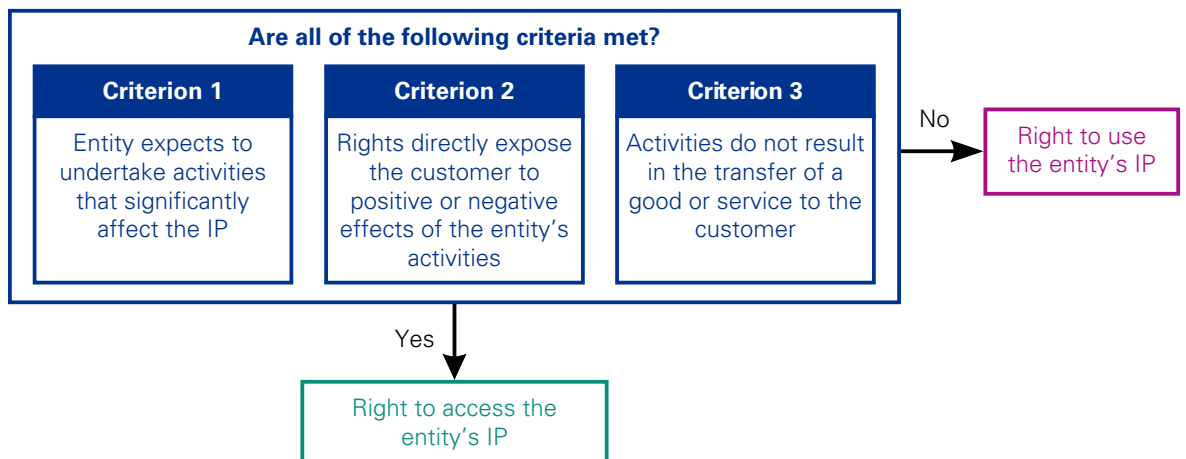 Are all of the following criteria met?
Criterion 1
Entity expects to
undertake activities
that significantly
affect the IP
Criterion 2
Rights directly expose
the customer to
positive or negative
effects of the entity's
activities
Criterion 3
Activities do not result
in the transfer of a
good or service to the
customer
No
Right to use
the entity's IP
Yes
Right to access the
entity's IP